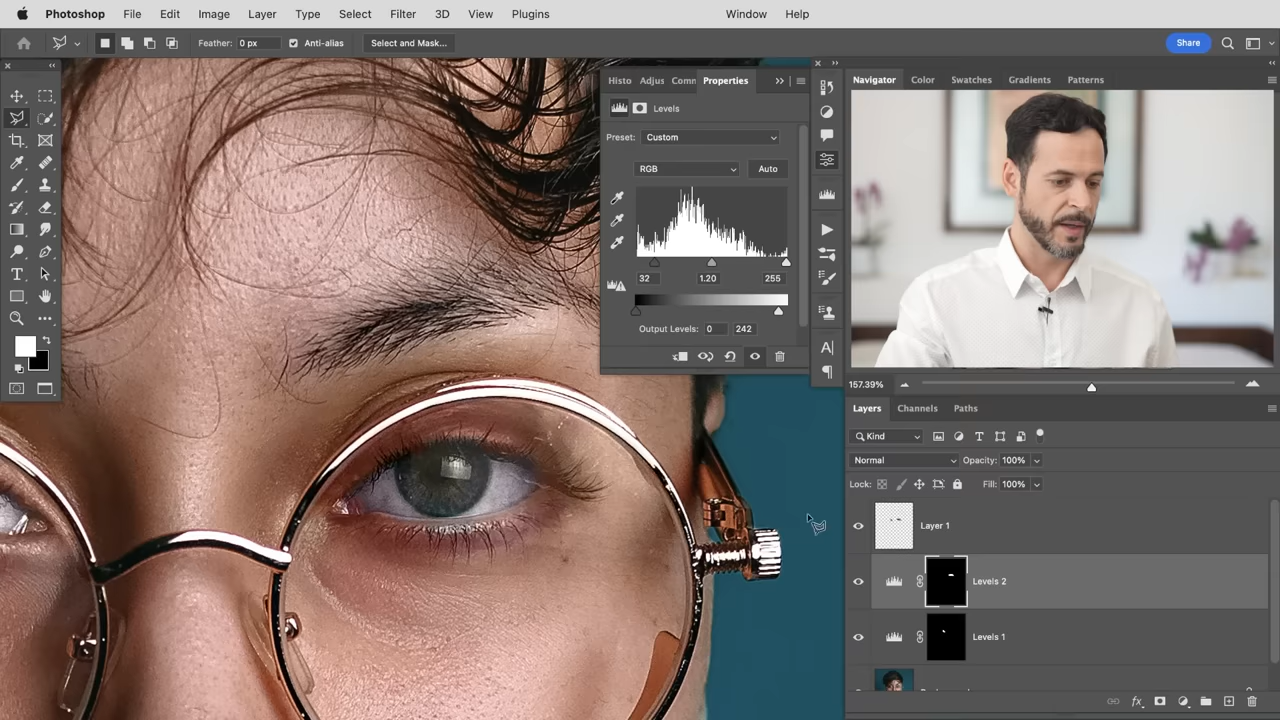 Photoshop File Edit Image Layer Type Select Filter 3D View Plugins Window Help
Feather: 0 px Anti-alias Select and Mask... Share
Histo Adjus Comn Properties
Levels
Preset: Custom
RGB Auto
32 1.20 255
Output Levels: 0 242
Navigator Color Swatches Gradients Patterns
157.39%
Layers Channels Paths
Kind
Normal Opacity: 100%
Lock: Fill: 100%
Layer 1
Levels 2
Levels 1